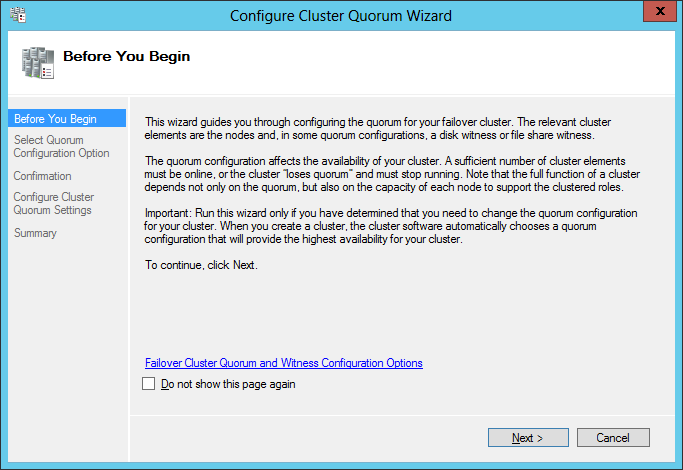 Configure Cluster Quorum Wizard
x
Before You Begin
Before You Begin
Select Quorum
Configuration Option
Confirmation
Configure Cluster
Quorum Settings
Summary
This wizard guides you through configuring the quorum for your failover cluster. The relevant cluster
elements are the nodes and, in some quorum configurations, a disk witness or file share witness.
The quorum configuration affects the availability of your cluster. A sufficient number of cluster elements
must be online, or the cluster "loses quorum" and must stop running. Note that the full function of a cluster
depends not only on the quorum, but also on the capacity of each node to support the clustered roles.
Important: Run this wizard only if you have determined that you need to change the quorum configuration
for your cluster. When you create a cluster, the cluster software automatically chooses a quorum
configuration that will provide the highest availability for your cluster.
To continue, click Next.
Failover Cluster Quorum and Witness Configuration Options
Do not show this page again
Next >
Cancel